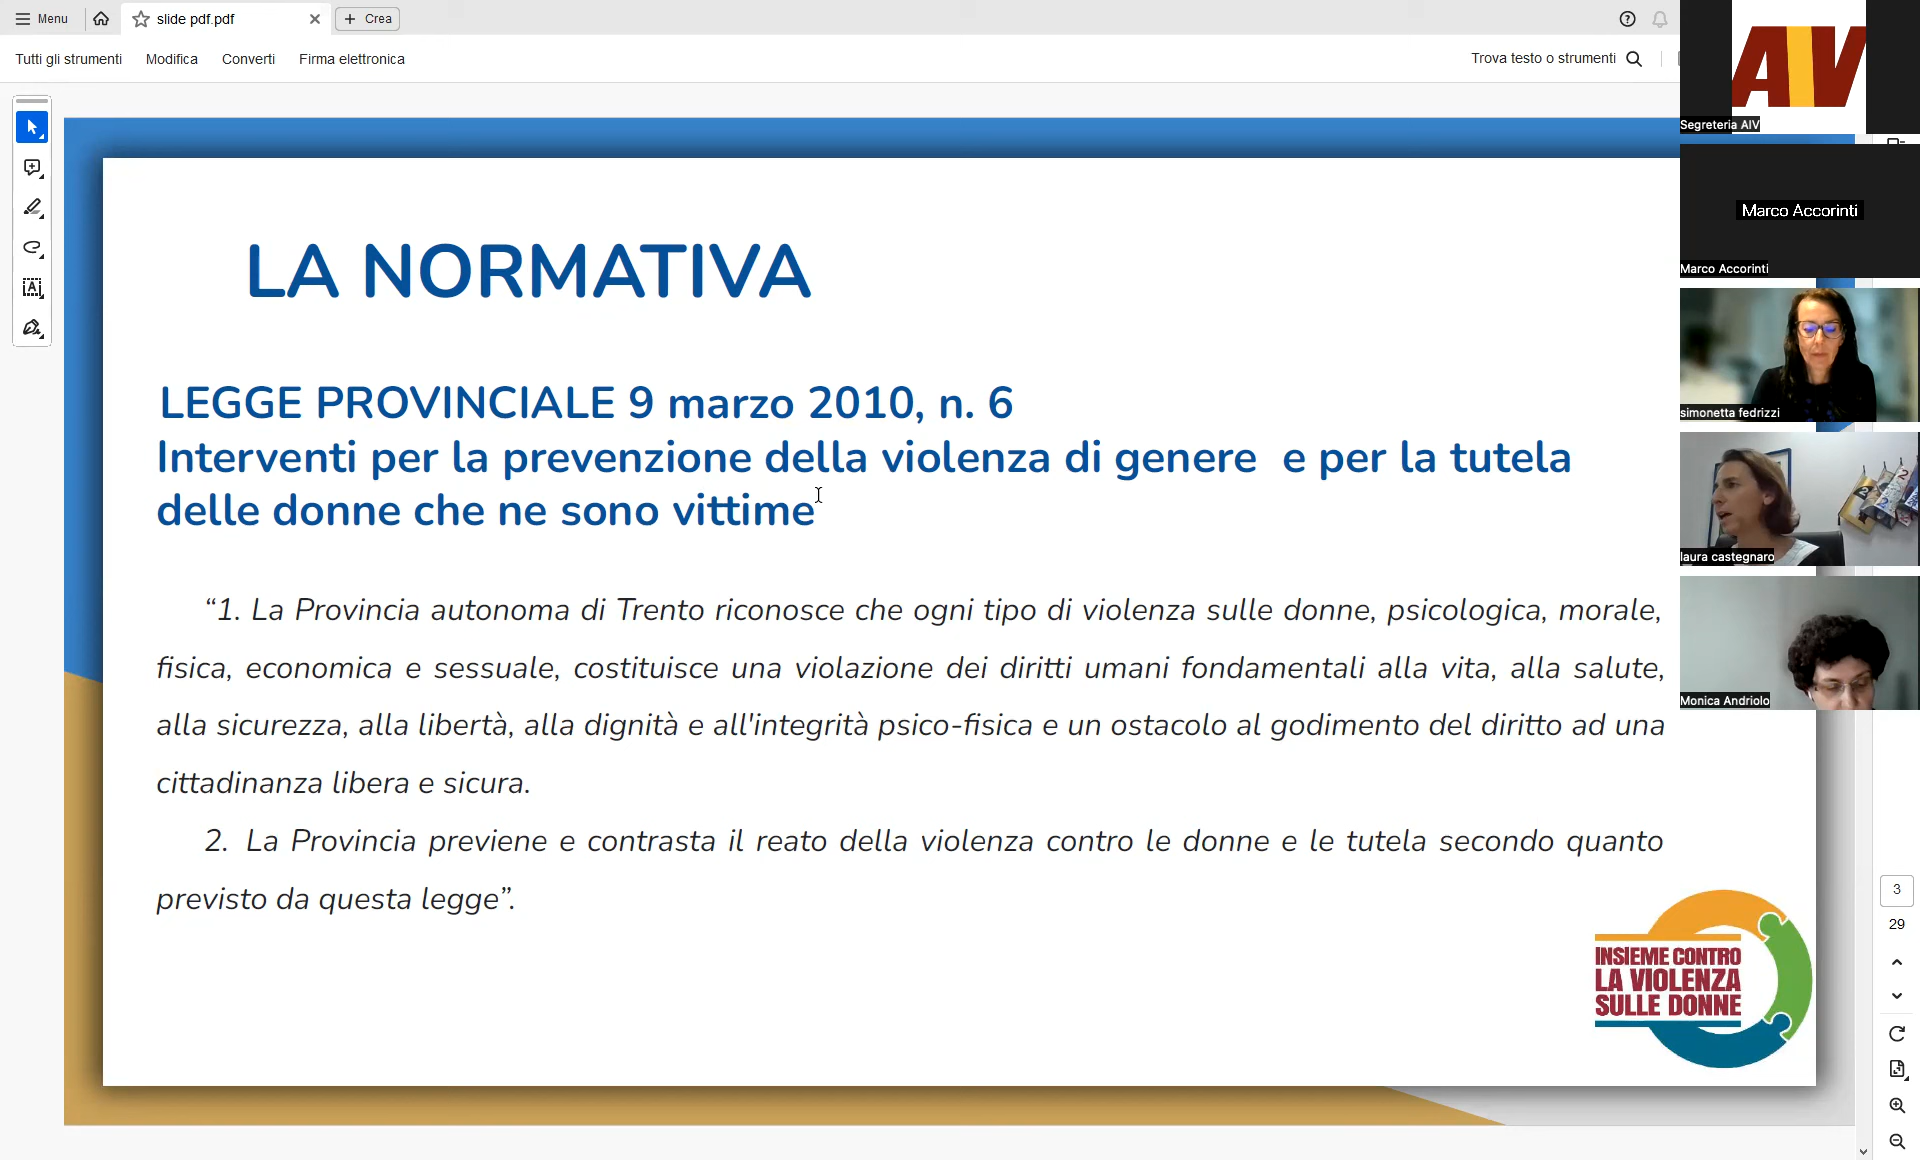 Menu
slide pdf.pdf
Crea
Tutti gli strumenti
Modifica
Converti
Firma elettronica
Trova testo o strumenti
AIV
Segreteria AIV
Marco Accorinti
Marco Accorinti
simonetta fedrizzi
laura castegnaro
Monica Andriolo
LA NORMATIVA
LEGGE PROVINCIALE 9 marzo 2010, n. 6
Interventi per la prevenzione della violenza di genere e per la tutela
delle donne che ne sono vittime
“1. La Provincia autonoma di Trento riconosce che ogni tipo di violenza sulle donne, psicologica, morale,
fisica, economica e sessuale, costituisce una violazione dei diritti umani fondamentali alla vita, alla salute,
alla sicurezza, alla libertà, alla dignità e all'integrità psico-fisica e un ostacolo al godimento del diritto ad una
cittadinanza libera e sicura.
2. La Provincia previene e contrasta il reato della violenza contro le donne e le tutela secondo quanto
previsto da questa legge”.
INSIEME CONTRO
LA VIOLENZA
SULLE DONNE
3
29